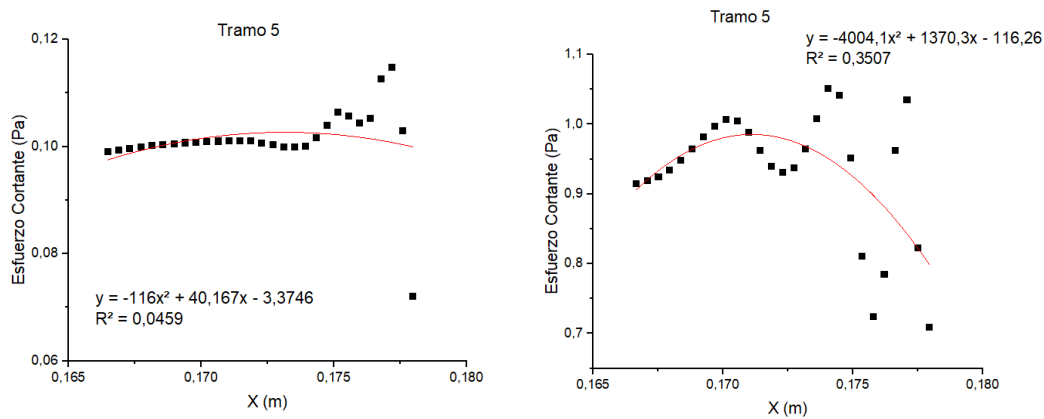 Tramo 5
0,12
0,10
0,08
0,06
Esfuerzo Cortante (Pa)
y = -116x² + 40,167x - 3,3746
R² = 0,0459
0,165
0,170
0,175
0,180
X (m)
Tramo 5
y = -4004,1x² + 1370,3x - 116,26
R² = 0,3507
1,1
1,0
0,9
0,8
0,7
Esfuerzo Cortante (Pa)
0,165
0,170
0,175
0,180
X (m)